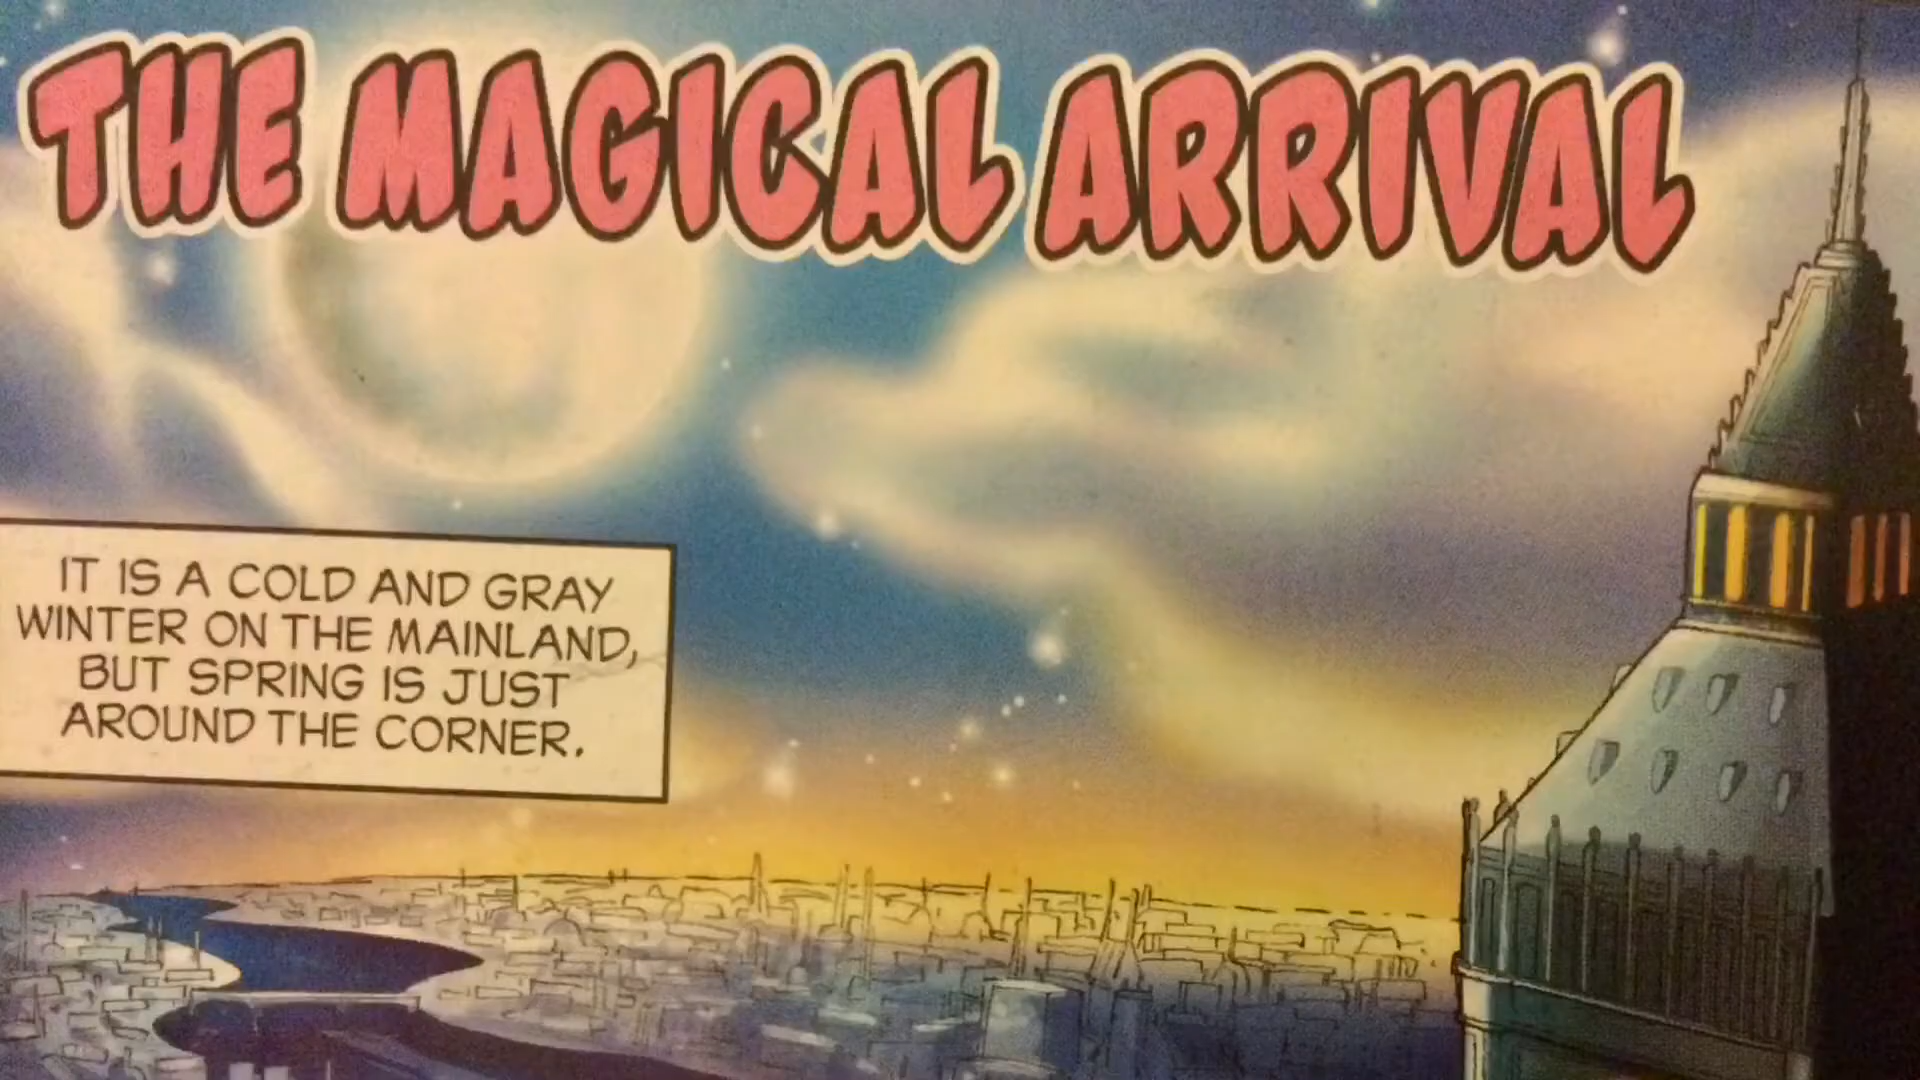 THE MAGICAL ARRIVAL
IT IS A COLD AND GRAY
WINTER ON THE MAINLAND,
BUT SPRING IS JUST
AROUND THE CORNER.